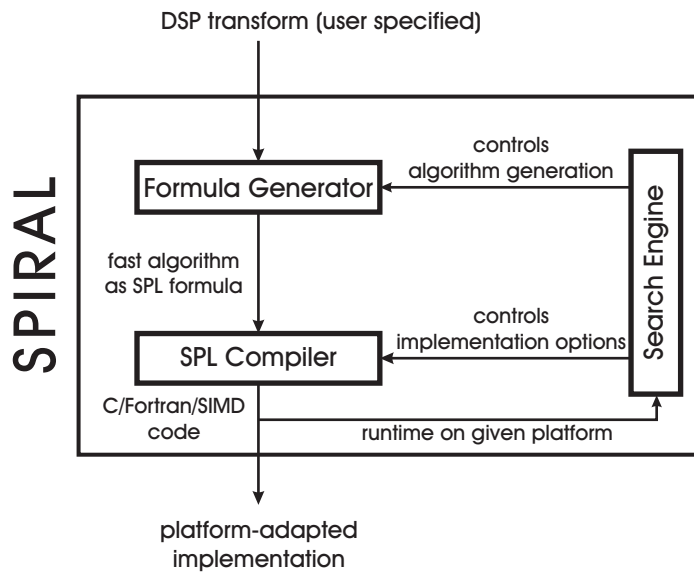 DSP transform (user specified)
SPIRAL
controls
algorithm generation
Formula Generator
Search Engine
fast algorithm
as SPL formula
controls
implementation options
SPL Compiler
C/Fortran/SIMD
code
runtime on given platform
platform-adapted
implementation